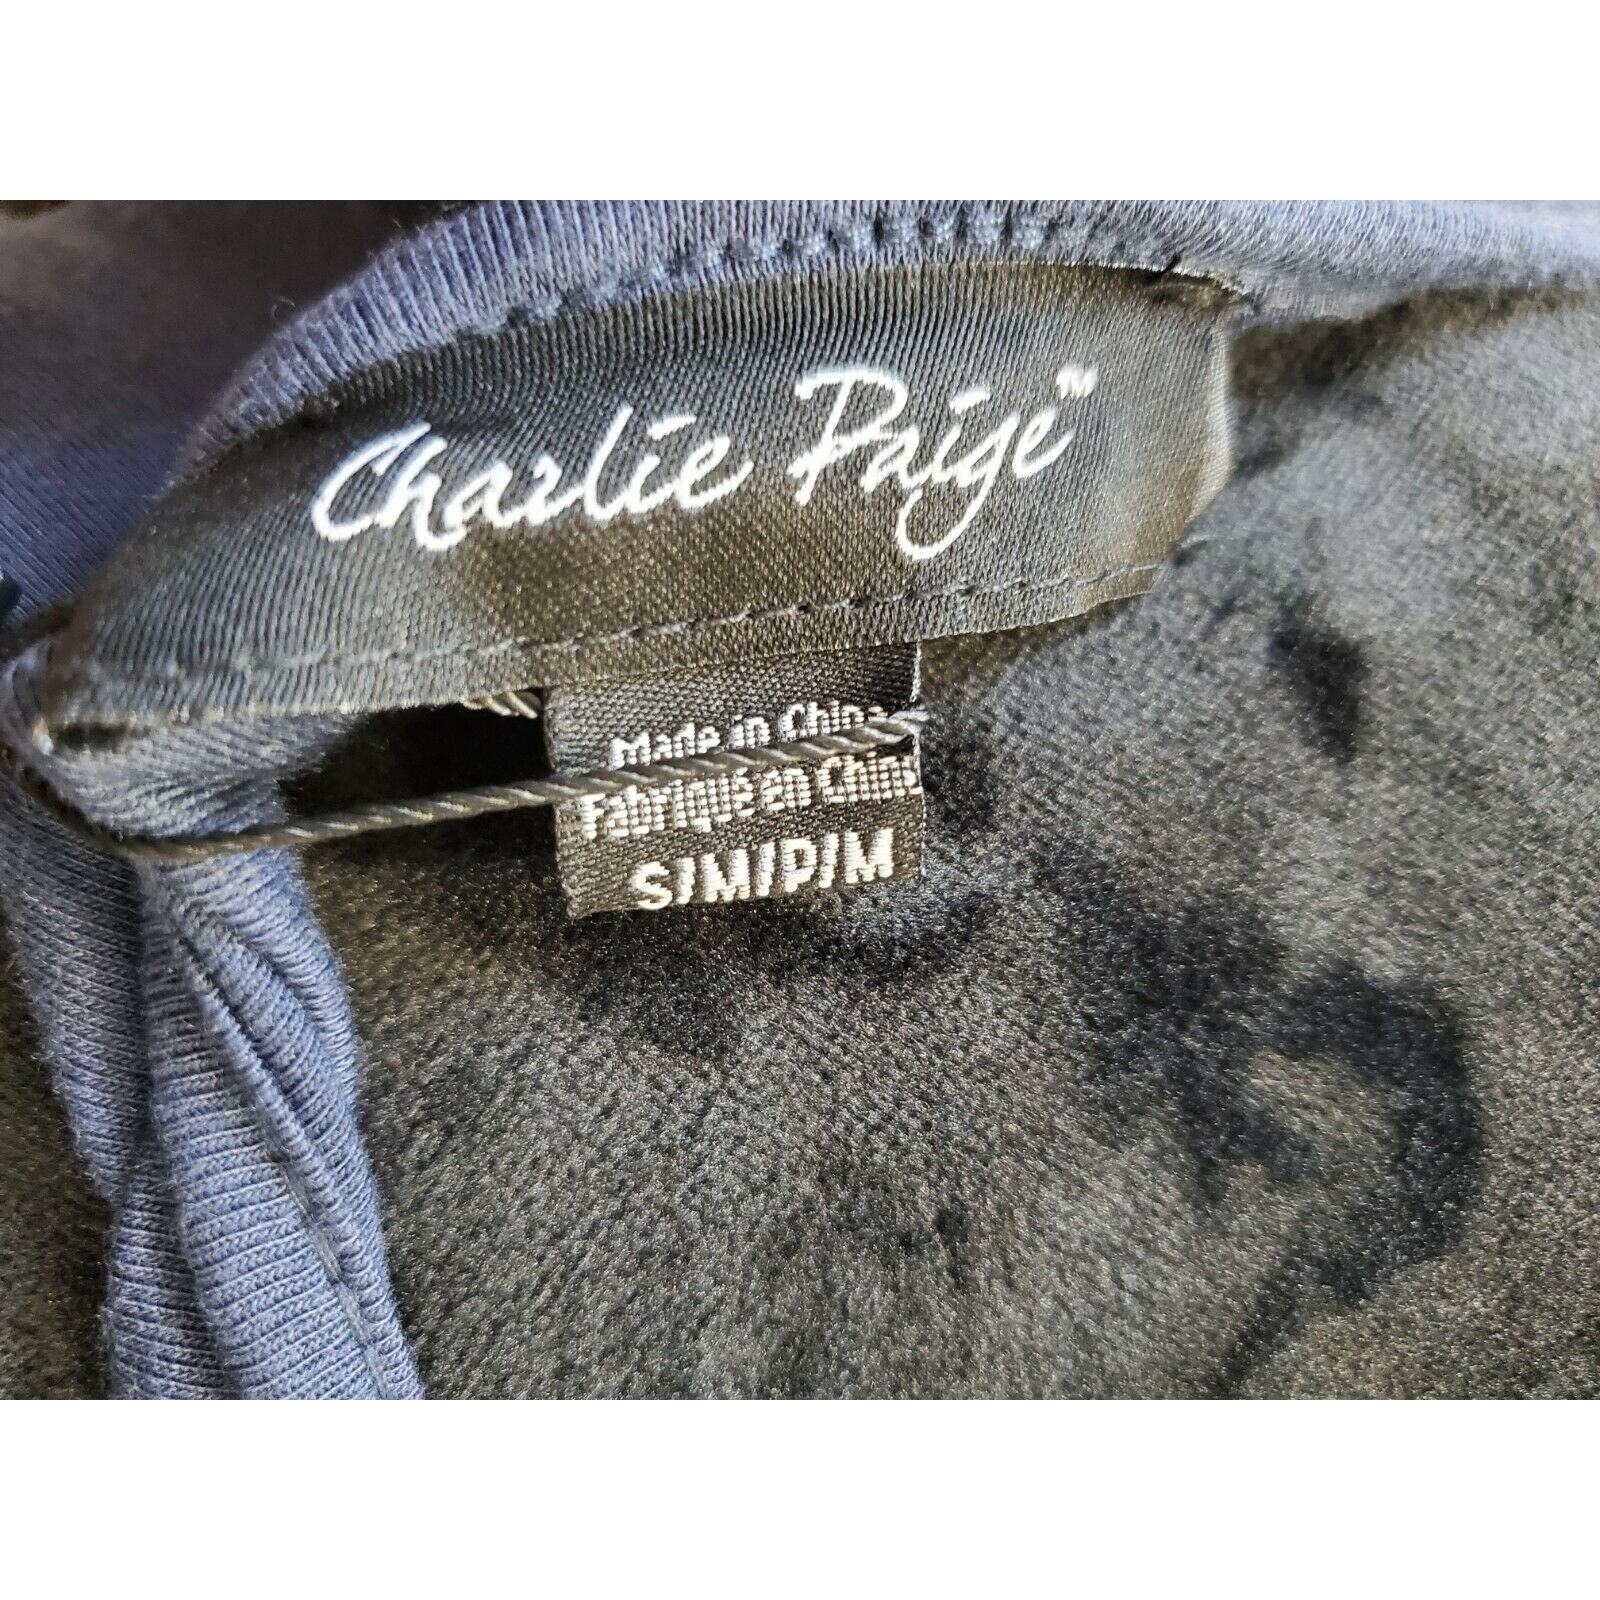 Charlie Paige™
Made in China
Fabriqué en Chine
S/M/P/M